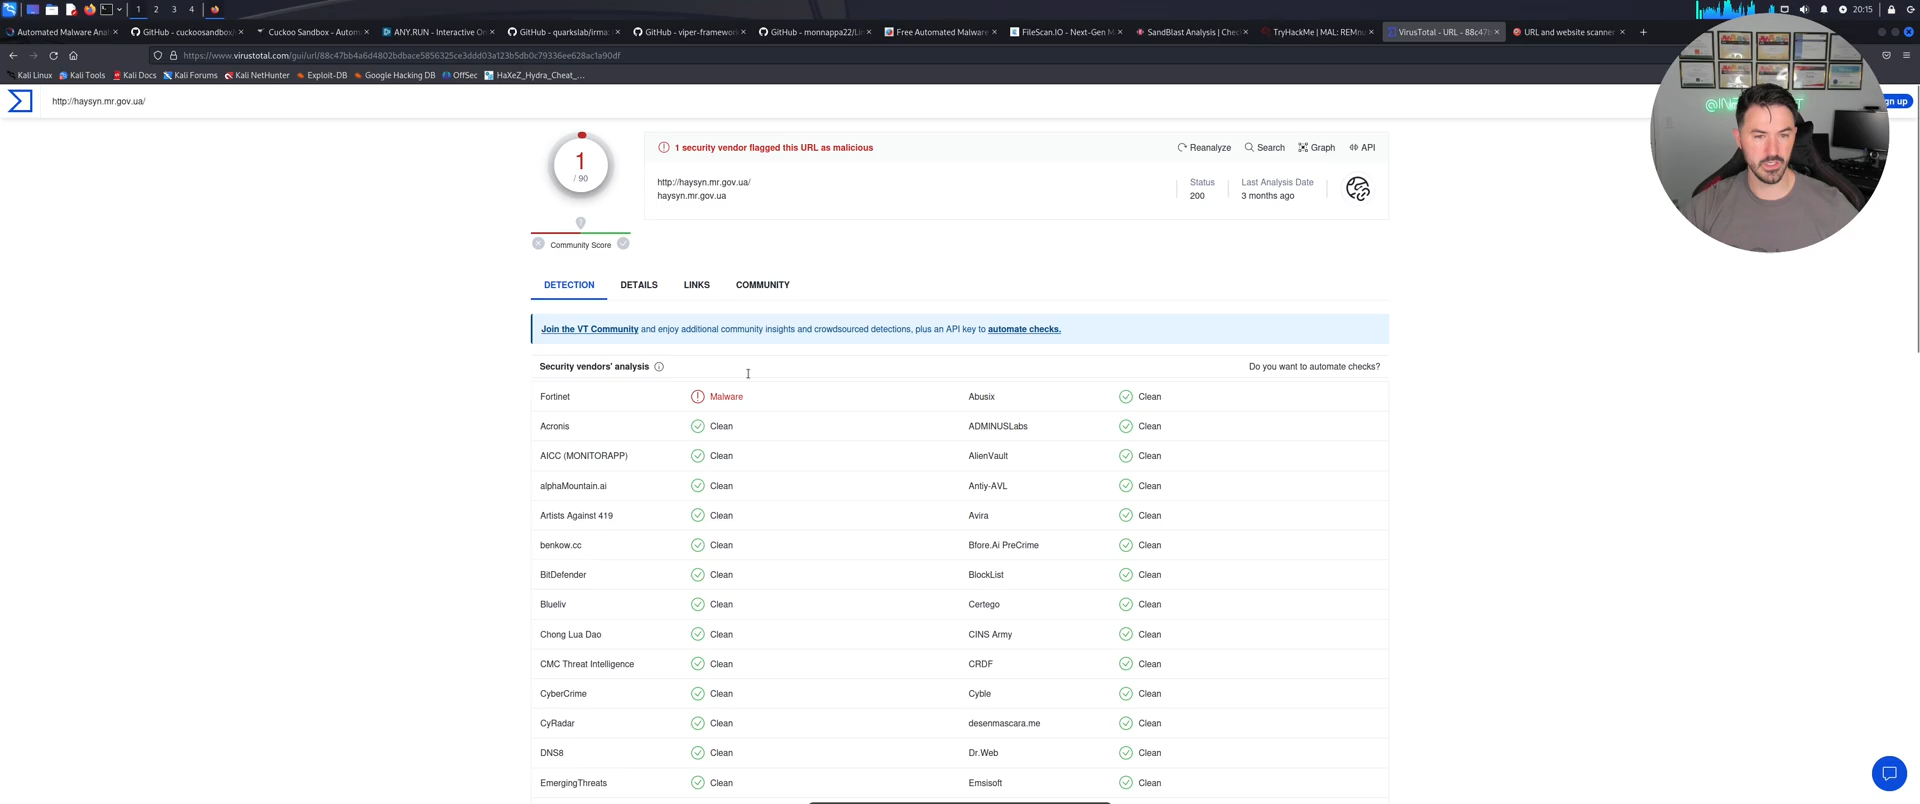 1 2 3 4 20:15
Automated Malware Anal × GitHub - cuckoosandbox/ × Cuckoo Sandbox - Autom × ANY.RUN - Interactive On × GitHub - quarkslab/irma: × GitHub - viper-framework × GitHub - monnappa22/Lim × Free Automated Malware × FileScan.IO - Next-Gen M × SandBlast Analysis | Chec × TryHackMe | MAL: REMnu × VirusTotal - URL - 88c47b × URL and website scanner ×
https://www.virustotal.com/gui/url/88c47bb4a6d4802bdbace5856325ce3ddd03a123b5db0c79336ee628ac1a90df
Kali Linux Kali Tools Kali Docs Kali Forums Kali NetHunter Exploit-DB Google Hacking DB OffSec HaXeZ_Hydra_Cheat_...
http://haysyn.mr.gov.ua/
gn up
1
/ 90
Community Score
1 security vendor flagged this URL as malicious
Reanalyze Search Graph API
http://haysyn.mr.gov.ua/
haysyn.mr.gov.ua
Status
200
Last Analysis Date
3 months ago
DETECTION DETAILS LINKS COMMUNITY
Join the VT Community and enjoy additional community insights and crowdsourced detections, plus an API key to automate checks.
Security vendors' analysis Do you want to automate checks?
Fortinet Malware Abusix Clean
Acronis Clean ADMINUSLabs Clean
AICC (MONITORAPP) Clean AlienVault Clean
alphaMountain.ai Clean Antiy-AVL Clean
Artists Against 419 Clean Avira Clean
benkow.cc Clean Bfore.Ai PreCrime Clean
BitDefender Clean BlockList Clean
Blueliv Clean Certego Clean
Chong Lua Dao Clean CINS Army Clean
CMC Threat Intelligence Clean CRDF Clean
CyberCrime Clean Cyble Clean
CyRadar Clean desenmascara.me Clean
DNS8 Clean Dr.Web Clean
EmergingThreats Clean Emsisoft Clean